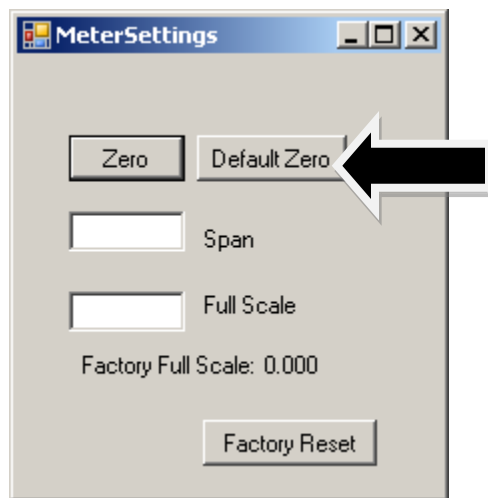 MeterSettings
Zero Default Zero
Span
Full Scale
Factory Full Scale: 0.000
Factory Reset